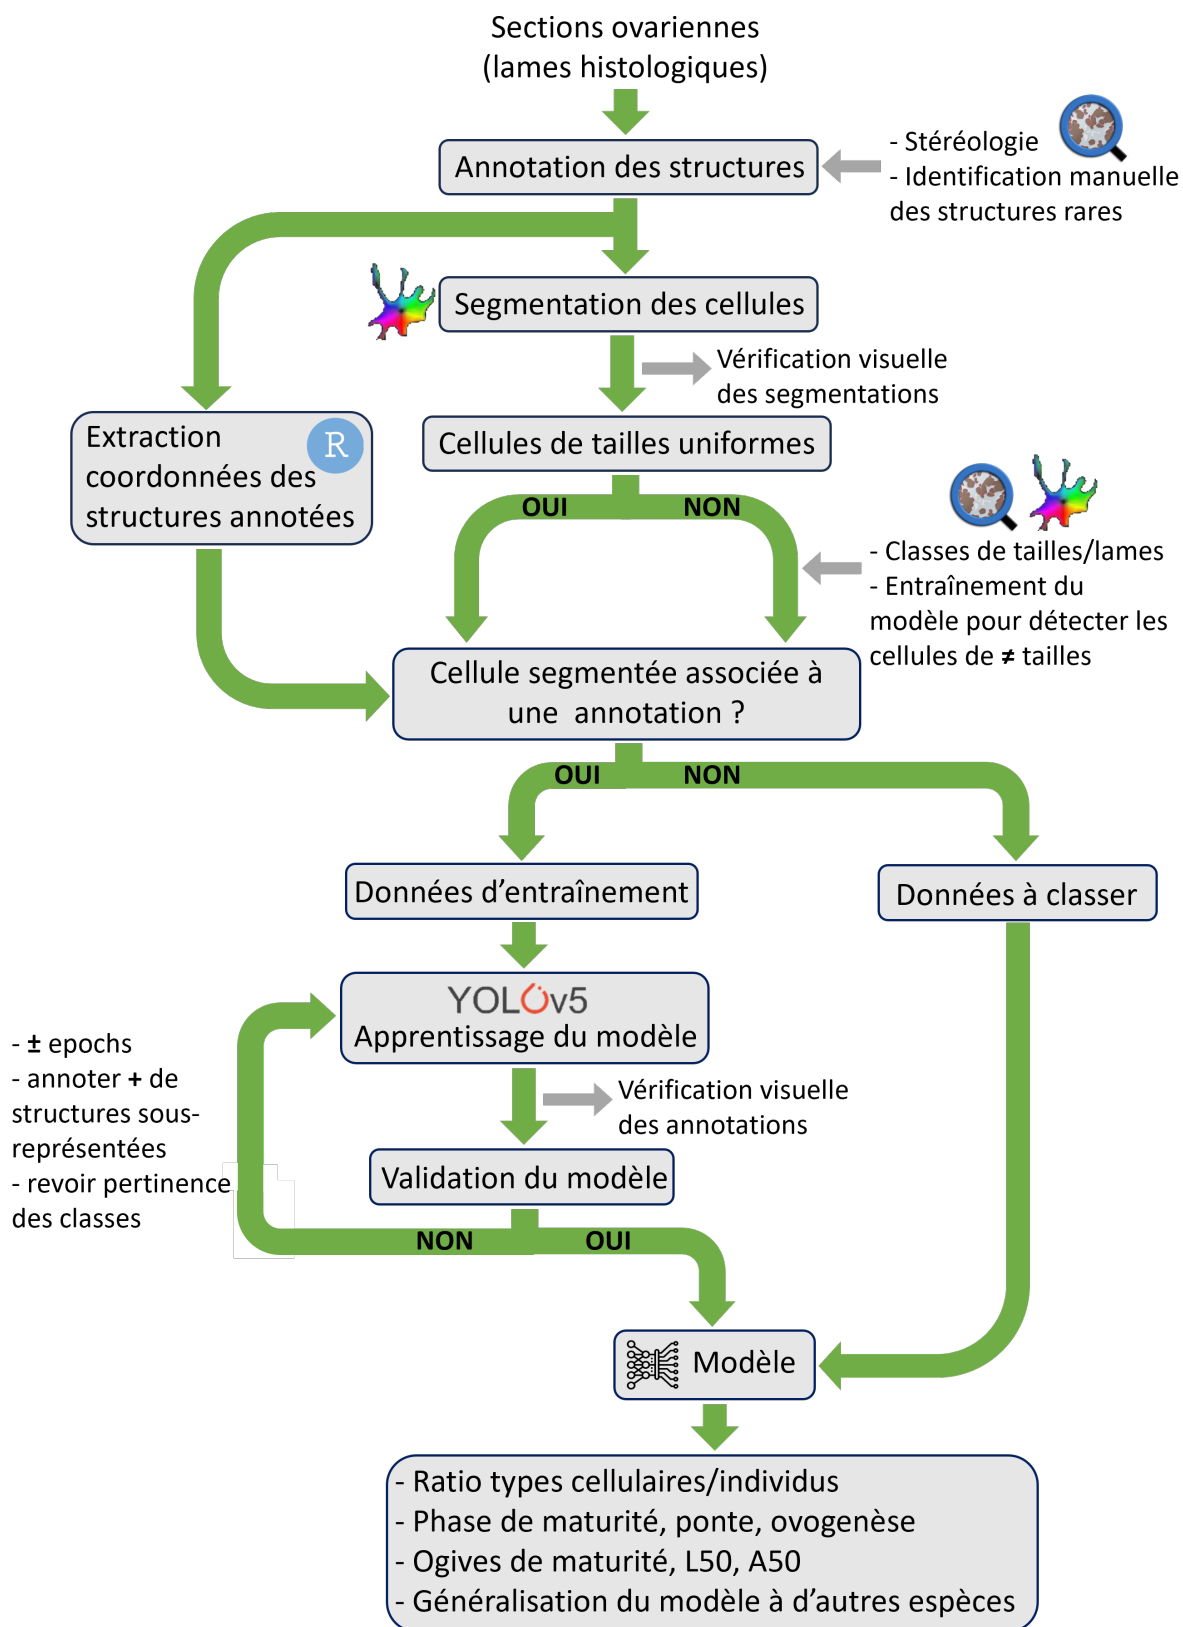 Sections ovariennes
(lames histologiques)
Annotation des structures
- Stéréologie
- Identification manuelle
des structures rares
Segmentation des cellules
Vérification visuelle
des segmentations
Extraction
coordonnées des
structures annotées
R
Cellules de tailles uniformes
OUI
NON
- Classes de tailles/lames
- Entraînement du
modèle pour détecter les
cellules de ≠ tailles
Cellule segmentée associée à
une annotation ?
OUI
NON
Données d'entraînement
Données à classer
YOLOv5
Apprentissage du modèle
- ± epochs
- annoter + de
structures sous-
représentées
- revoir pertinence
des classes
Vérification visuelle
des annotations
Validation du modèle
NON
OUI
Modèle
- Ratio types cellulaires/individus
- Phase de maturité, ponte, ovogenèse
- Ogives de maturité, L50, A50
- Généralisation du modèle à d'autres espèces